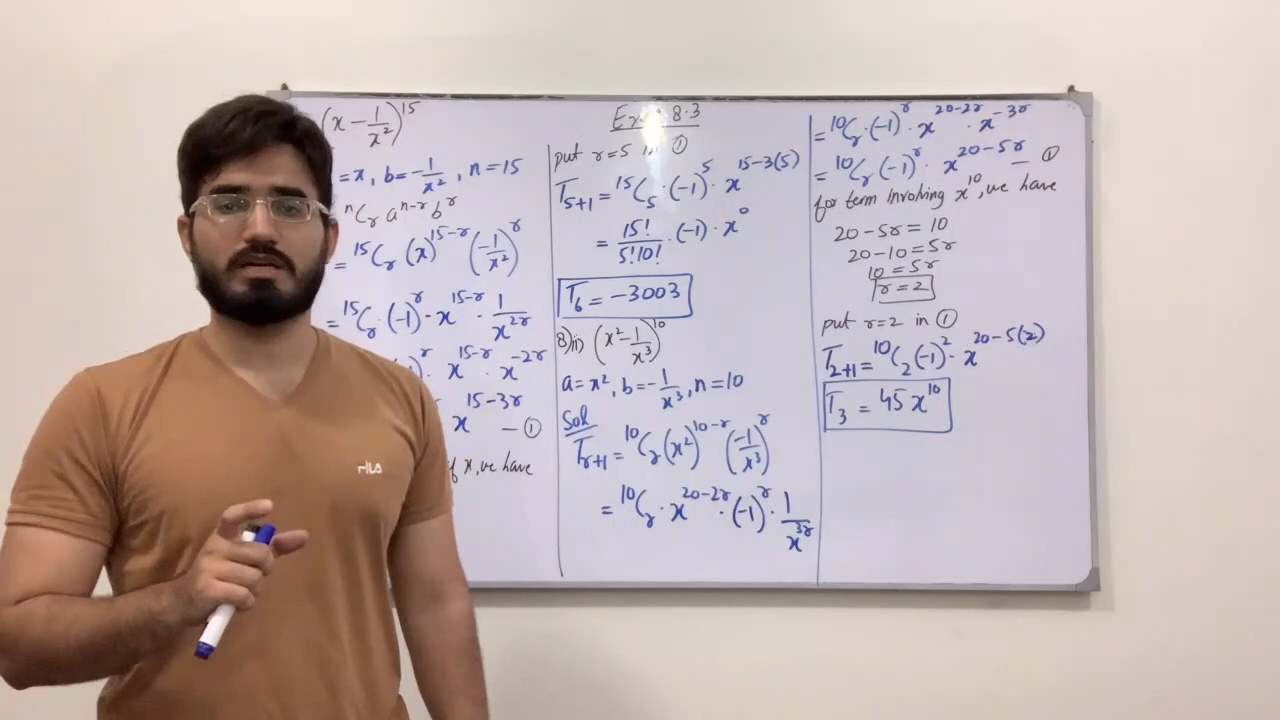 (x - 1/x²)¹⁵
= x, b = -1/x², n = 15
ⁿCᵣ aⁿ⁻ʳ bʳ
= ¹⁵Cᵣ (x)¹⁵⁻ʳ (-1/x²)ʳ
= ¹⁵Cᵣ · (-1)ʳ · x¹⁵⁻ʳ · 1/x²ʳ
)ʳ · x¹⁵⁻ʳ · x⁻²ʳ
x¹⁵⁻³ʳ — ①
of x, we have
8.3
put r = 5 in ①
T₅₊₁ = ¹⁵C₅ · (-1)⁵ · x¹⁵⁻³⁽⁵⁾
= 15!/5!10! · (-1) · x⁰
T₆ = -3003
8) ii) (x² - 1/x³)¹⁰
a = x², b = -1/x³, n = 10
Sol
Tᵣ₊₁ = ¹⁰Cᵣ (x²)¹⁰⁻ʳ (-1/x³)ʳ
= ¹⁰Cᵣ · x²⁰⁻²ʳ · (-1)ʳ · 1/x³ʳ
= ¹⁰Cᵣ · (-1)ʳ · x²⁰⁻²ʳ · x⁻³ʳ
= ¹⁰Cᵣ (-1)ʳ · x²⁰⁻⁵ʳ — ①
for term involving x¹⁰, we have
20 - 5r = 10
20 - 10 = 5r
10 = 5r
r = 2
put r = 2 in ①
T₂₊₁ = ¹⁰C₂ (-1)² · x²⁰⁻⁵⁽²⁾
T₃ = 45 x¹⁰
FILA